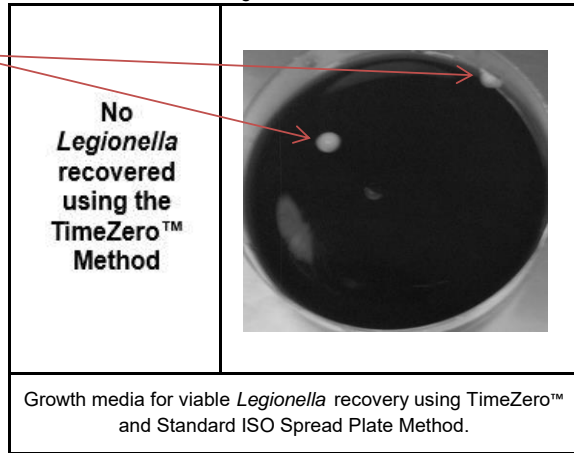 No
Legionella
recovered
using the
TimeZero™
Method
Growth media for viable Legionella recovery using TimeZero™
and Standard ISO Spread Plate Method.